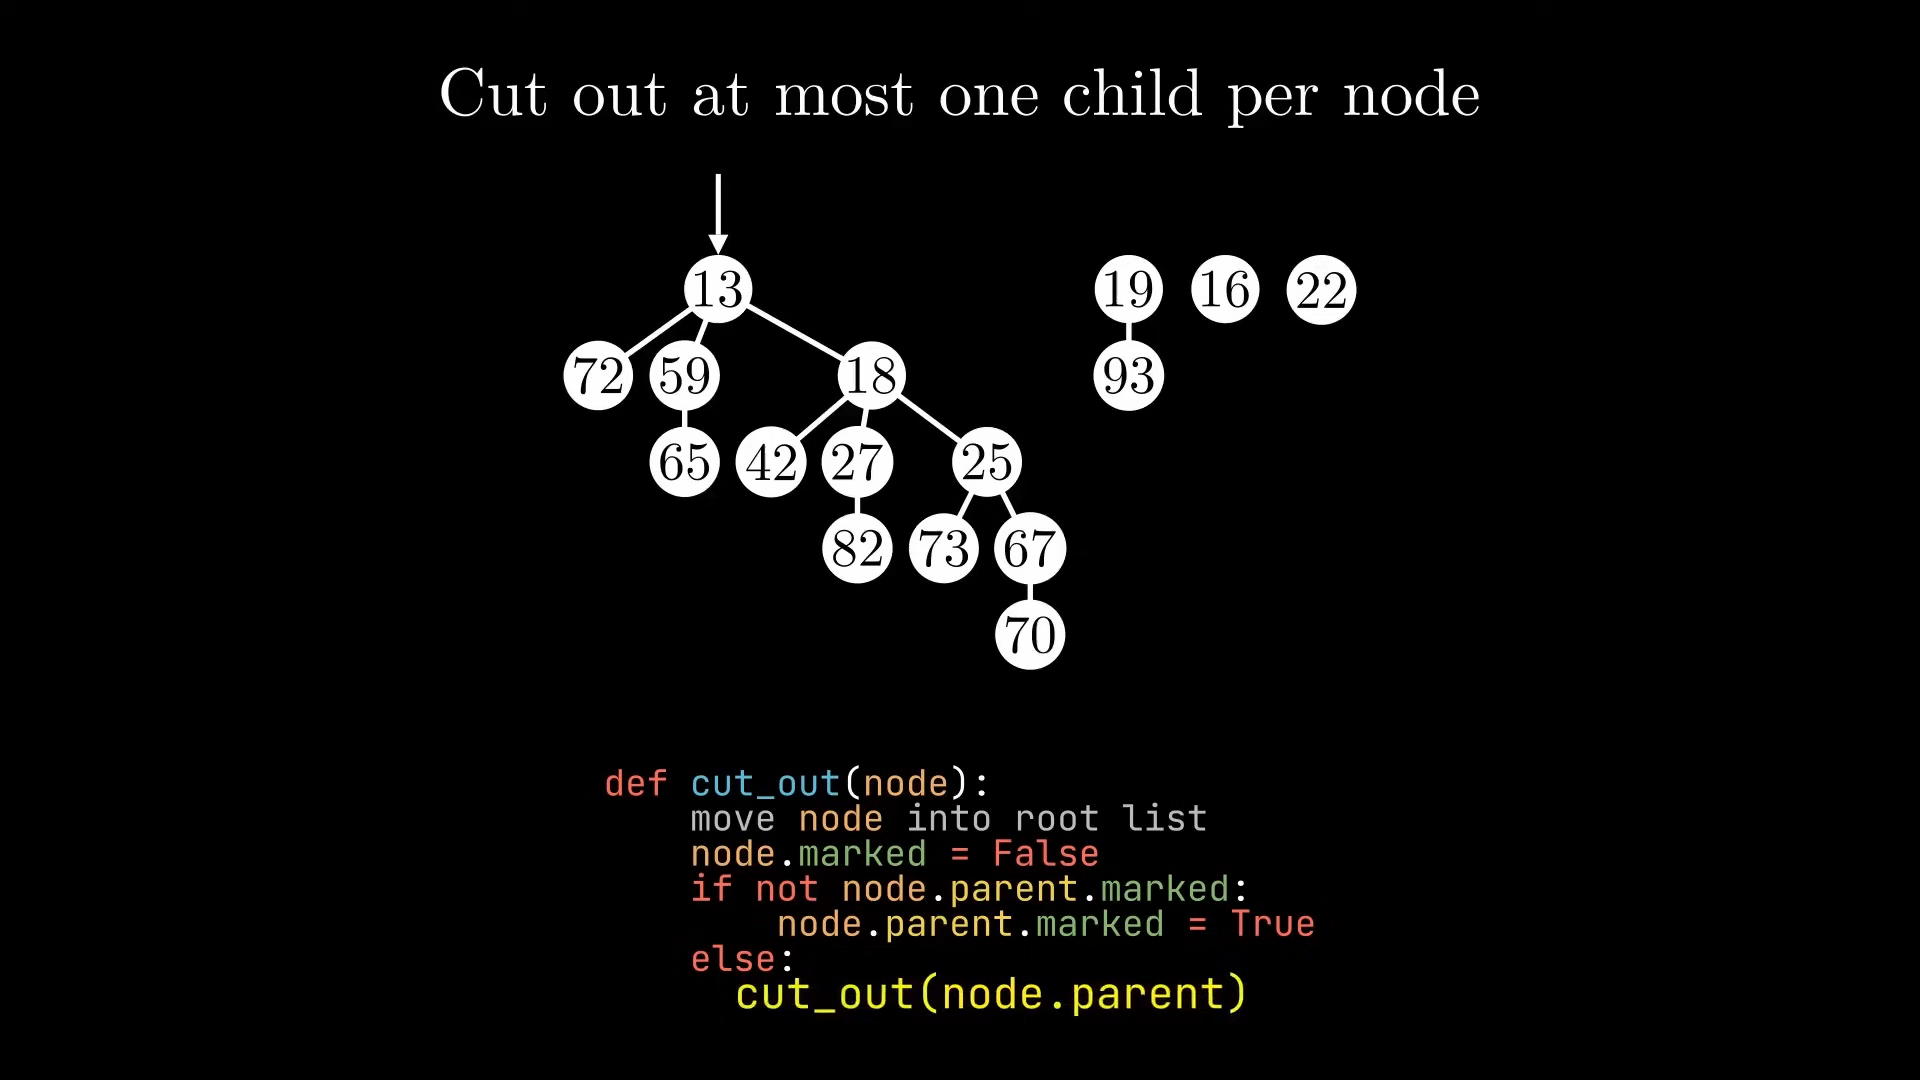 Cut out at most one child per node
13 19 16 22
72 59 18 93
65 42 27 25
82 73 67
70
def cut_out(node):
    move node into root list
    node.marked = False
    if not node.parent.marked:
        node.parent.marked = True
    else:
        cut_out(node.parent)